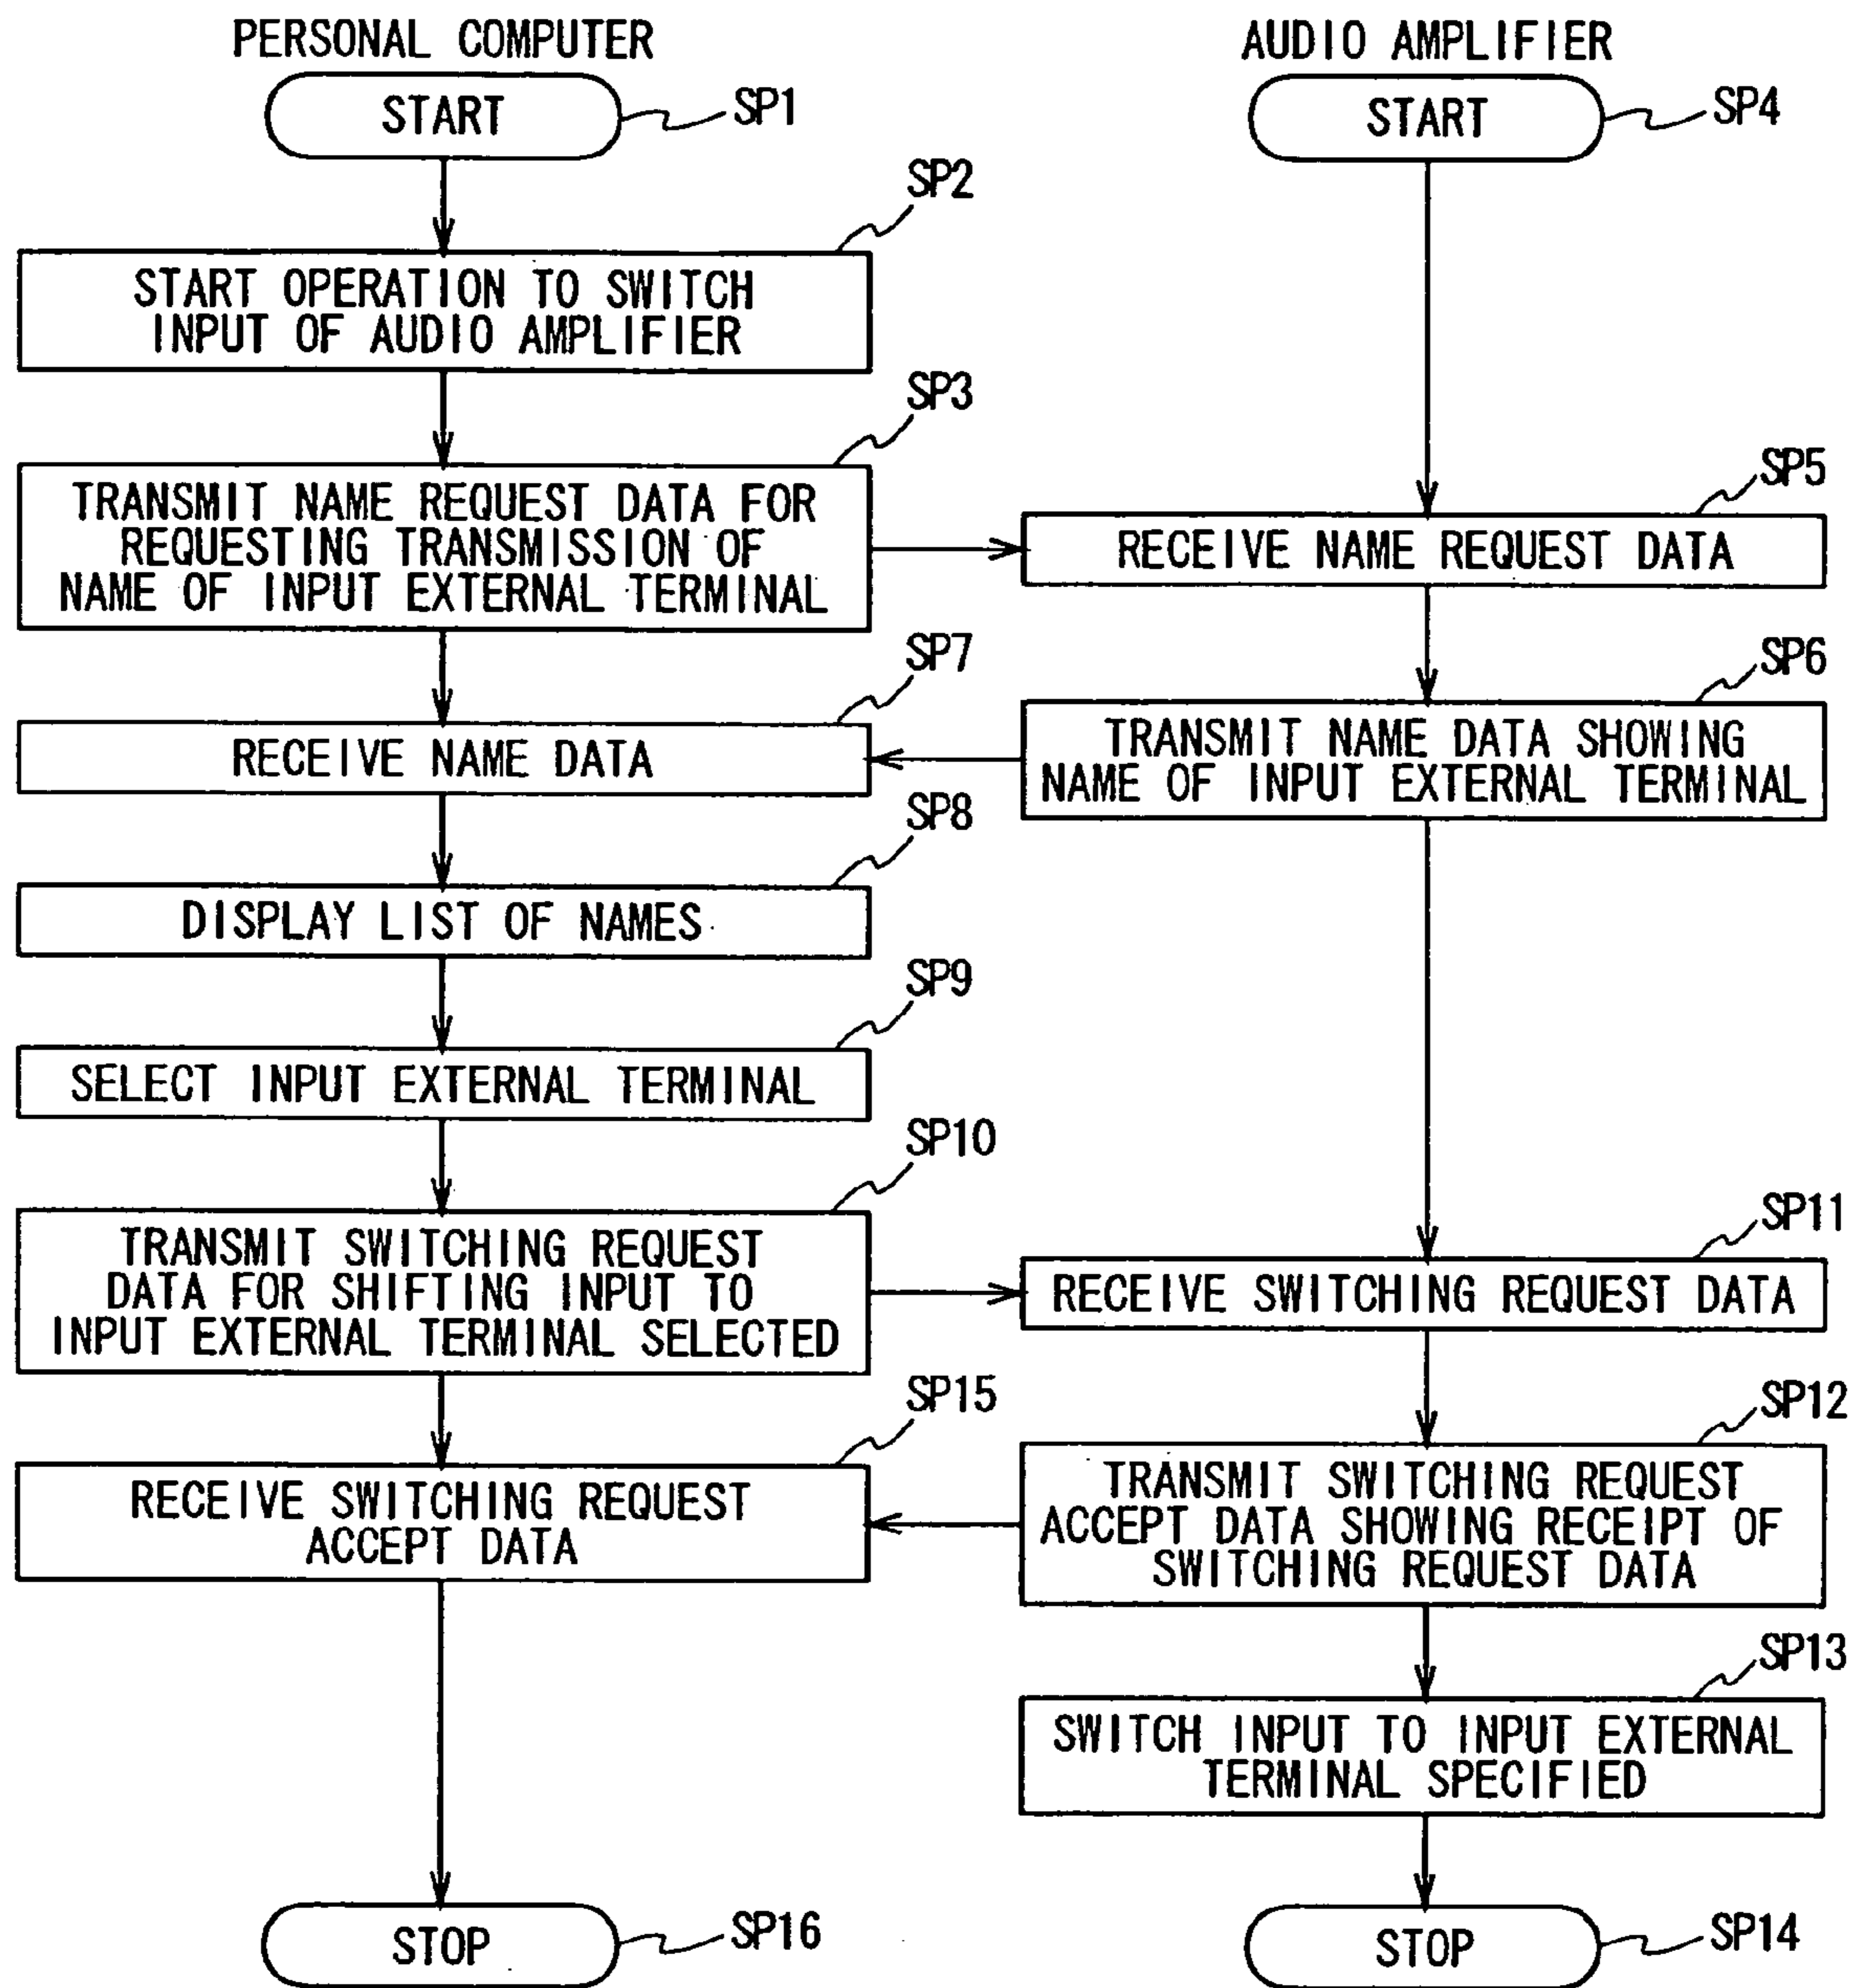 PERSONAL COMPUTER
START
SP1
SP2
START OPERATION TO SWITCH
INPUT OF AUDIO AMPLIFIER
SP3
TRANSMIT NAME REQUEST DATA FOR
REQUESTING TRANSMISSION OF
NAME OF INPUT EXTERNAL TERMINAL
SP7
RECEIVE NAME DATA
SP8
DISPLAY LIST OF NAMES
SP9
SELECT INPUT EXTERNAL TERMINAL
SP10
TRANSMIT SWITCHING REQUEST
DATA FOR SHIFTING INPUT TO
INPUT EXTERNAL TERMINAL SELECTED
SP15
RECEIVE SWITCHING REQUEST
ACCEPT DATA
STOP
SP16
AUDIO AMPLIFIER
START
SP4
SP5
RECEIVE NAME REQUEST DATA
SP6
TRANSMIT NAME DATA SHOWING
NAME OF INPUT EXTERNAL TERMINAL
SP11
RECEIVE SWITCHING REQUEST DATA
SP12
TRANSMIT SWITCHING REQUEST
ACCEPT DATA SHOWING RECEIPT OF
SWITCHING REQUEST DATA
SP13
SWITCH INPUT TO INPUT EXTERNAL
TERMINAL SPECIFIED
STOP
SP14